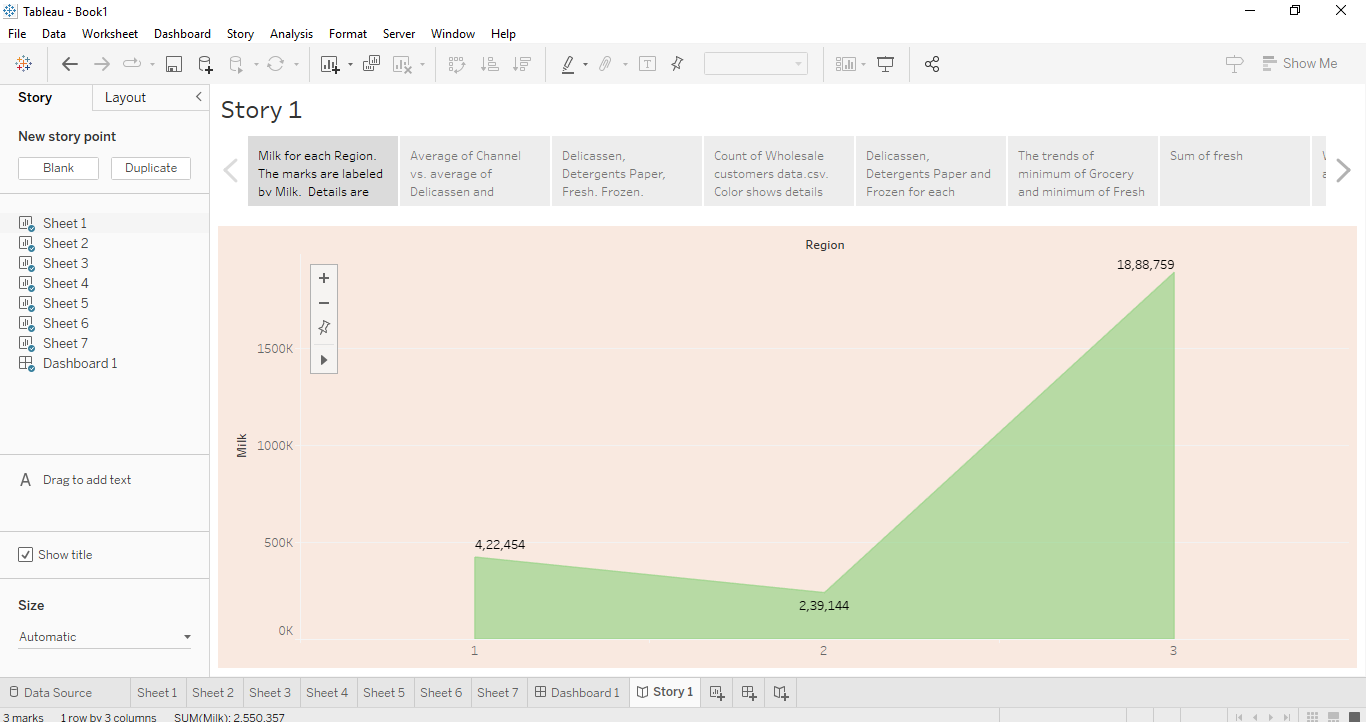 Tableau - Book1
File Data Worksheet Dashboard Story Analysis Format Server Window Help
Show Me
Story Layout
New story point
Blank Duplicate
Sheet 1
Sheet 2
Sheet 3
Sheet 4
Sheet 5
Sheet 6
Sheet 7
Dashboard 1
A Drag to add text
Show title
Size
Automatic
Story 1
Milk for each Region.
The marks are labeled
by Milk. Details are
Average of Channel
vs. average of
Delicassen and
Delicassen,
Detergents Paper,
Fresh. Frozen.
Count of Wholesale
customers data.csv.
Color shows details
Delicassen,
Detergents Paper and
Frozen for each
The trends of
minimum of Grocery
and minimum of Fresh
Sum of fresh
Region
18,88,759
1500K
1000K
Milk
500K
4,22,454
2,39,144
0K
1 2 3
Data Source Sheet 1 Sheet 2 Sheet 3 Sheet 4 Sheet 5 Sheet 6 Sheet 7 Dashboard 1 Story 1
3 marks 1 row by 3 columns SUM(Milk): 2,550,357